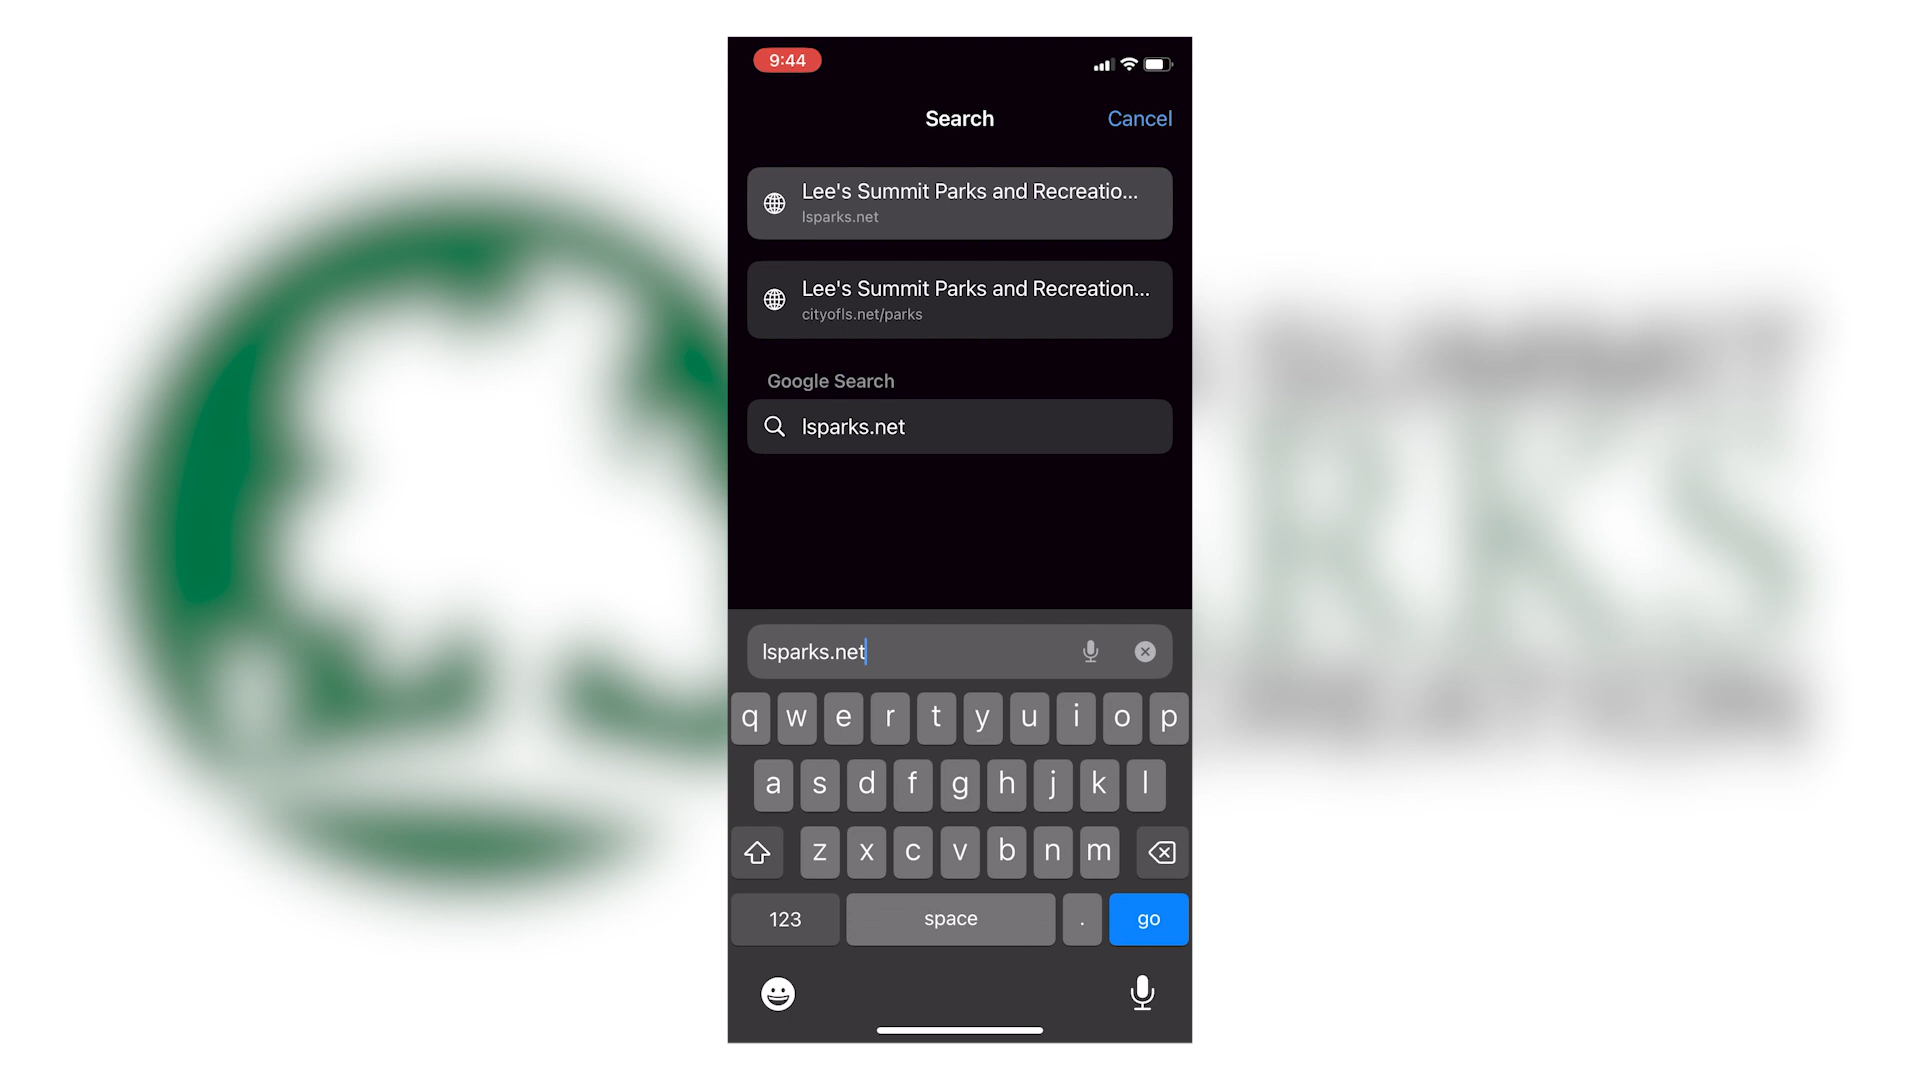 9:44
Search
Cancel
Lee's Summit Parks and Recreatio...
lsparks.net
Lee's Summit Parks and Recreation...
cityofls.net/parks
Google Search
lsparks.net
lsparks.net
q w e r t y u i o p
a s d f g h j k l
z x c v b n m
123 space . go